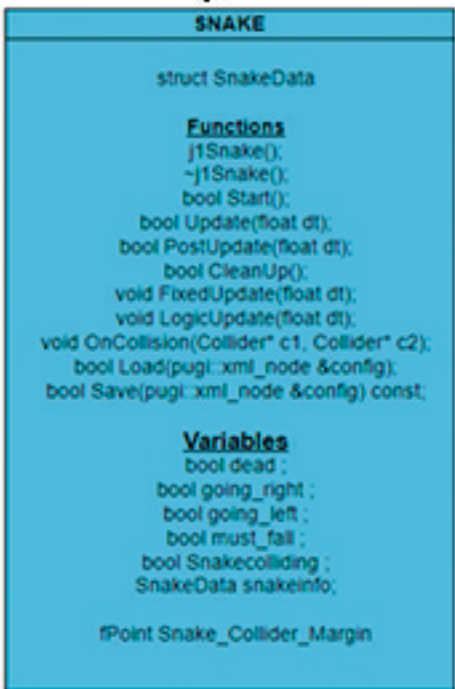 SNAKE
struct SnakeData
Functions
j1Snake();
~j1Snake();
bool Start();
bool Update(float dt);
bool PostUpdate(float dt);
bool CleanUp();
void FixedUpdate(float dt);
void LogicUpdate(float dt);
void OnCollision(Collider* c1, Collider* c2);
bool Load(pugi::xml_node &config);
bool Save(pugi::xml_node &config) const;
Variables
bool dead ;
bool going_right ;
bool going_left ;
bool must_fall ;
bool Snakecolliding ;
SnakeData snakeinfo;
fPoint Snake_Collider_Margin